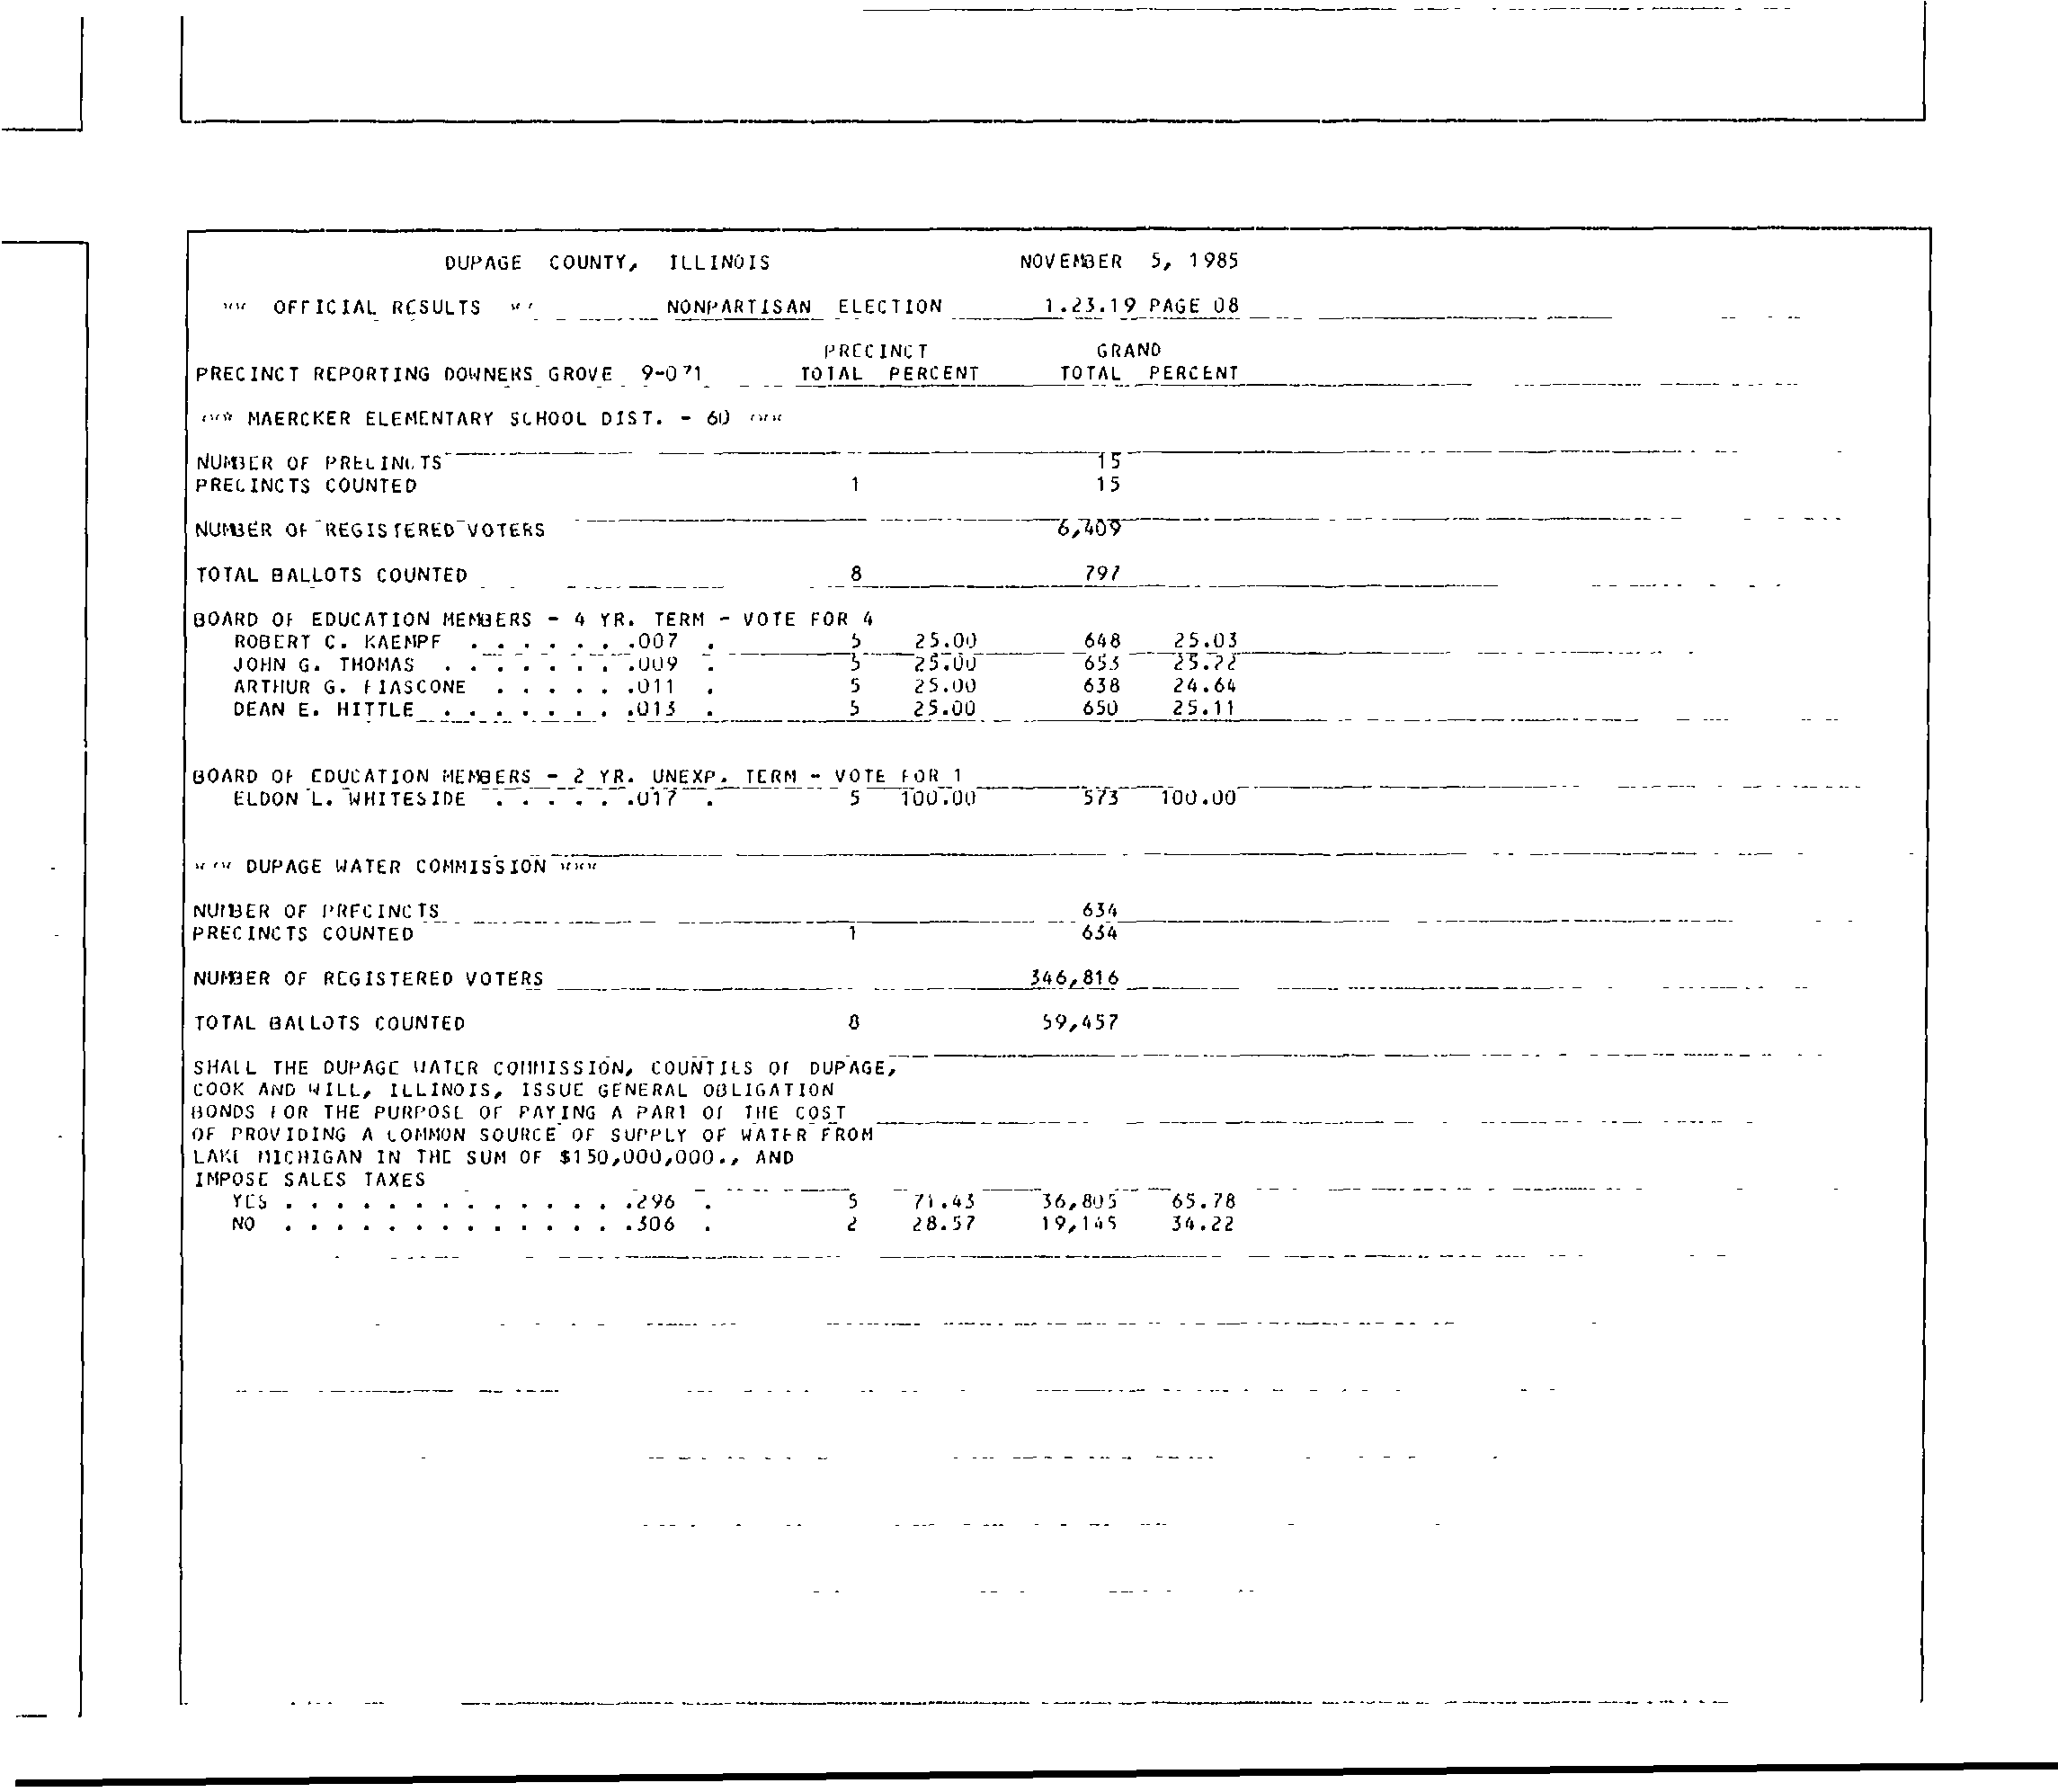 DUPAGE COUNTY, ILLINOIS NOVEMBER 5, 1985
OFFICIAL RESULTS NONPARTISAN ELECTION 1.23.19 PAGE 08
PRECINCT GRAND
PRECINCT REPORTING DOWNERS GROVE 9-071 TOTAL PERCENT TOTAL PERCENT
*** MAERCKER ELEMENTARY SCHOOL DIST. - 60 ***
NUMBER OF PRECINCTS 15
PRECINCTS COUNTED 1 15
NUMBER OF REGISTERED VOTERS 6,409
TOTAL BALLOTS COUNTED 8 797
BOARD OF EDUCATION MEMBERS - 4 YR. TERM - VOTE FOR 4
ROBERT C. KAEMPF . . . . . . .007 . 5 25.00 648 25.03
JOHN G. THOMAS . . . . . . . .009 . 5 25.00 653 25.22
ARTHUR G. FIASCONE . . . . . .011 . 5 25.00 638 24.64
DEAN E. HITTLE . . . . . . . .013 . 5 25.00 650 25.11
BOARD OF EDUCATION MEMBERS - 2 YR. UNEXP. TERM - VOTE FOR 1
ELDON L. WHITESIDE . . . . . .017 . 5 100.00 573 100.00
*** DUPAGE WATER COMMISSION ***
NUMBER OF PRECINCTS 634
PRECINCTS COUNTED 1 634
NUMBER OF REGISTERED VOTERS 346,816
TOTAL BALLOTS COUNTED 8 59,457
SHALL THE DUPAGE WATER COMMISSION, COUNTIES OF DUPAGE,
COOK AND WILL, ILLINOIS, ISSUE GENERAL OBLIGATION
BONDS FOR THE PURPOSE OF PAYING A PART OF THE COST
OF PROVIDING A COMMON SOURCE OF SUPPLY OF WATER FROM
LAKE MICHIGAN IN THE SUM OF $150,000,000., AND
IMPOSE SALES TAXES
YES . . . . . . . . . . . . . .296 . 5 71.43 36,805 65.78
NO . . . . . . . . . . . . . .306 . 2 28.57 19,145 34.22